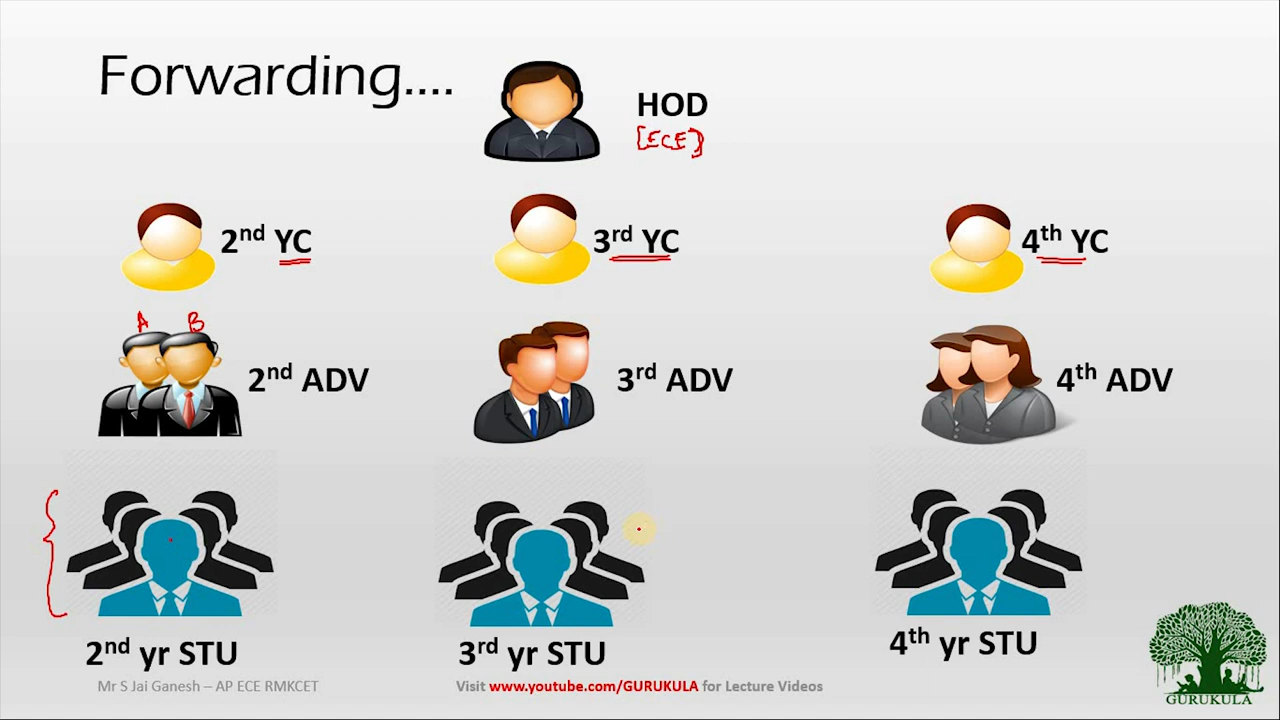 Forwarding....
HOD
[ECE]
2nd YC
3rd YC
4th YC
A B
2nd ADV
3rd ADV
4th ADV
2nd yr STU
3rd yr STU
4th yr STU
Mr S Jai Ganesh – AP ECE RMKCET
Visit www.youtube.com/GURUKULA for Lecture Videos
GURUKULA